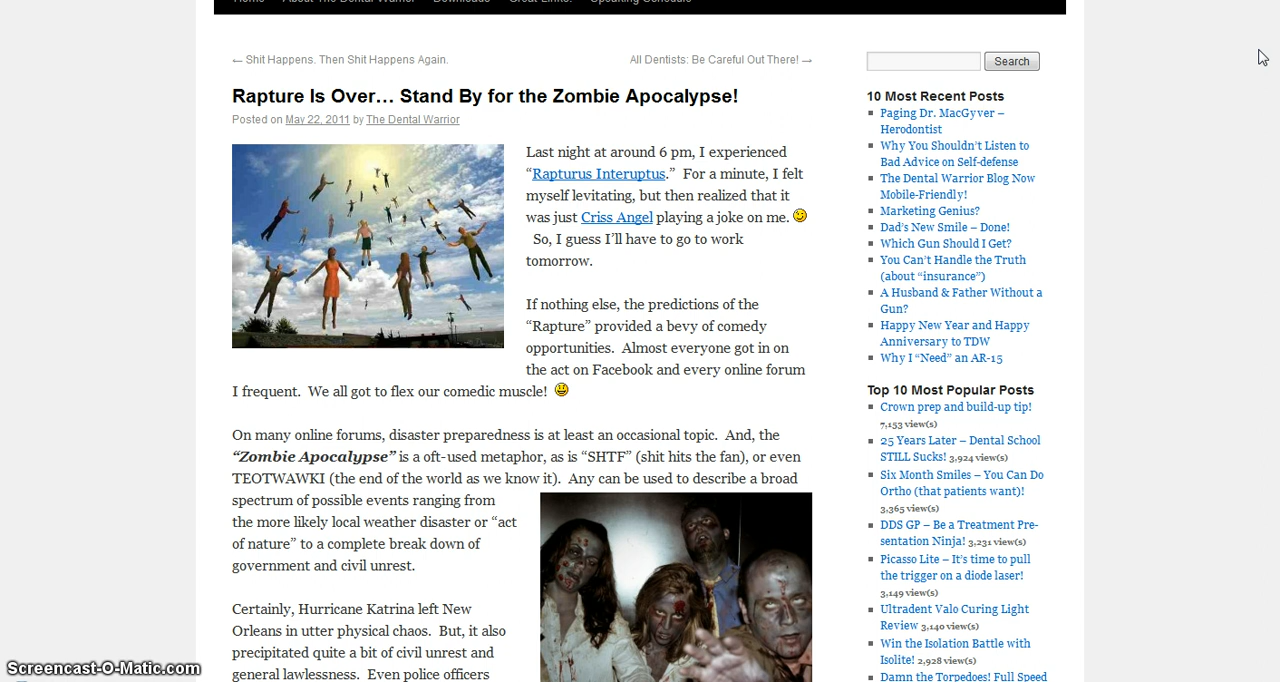 Home About The Dental Warrior Downloads Great Links! Speaking Schedule
← Shit Happens. Then Shit Happens Again.
All Dentists: Be Careful Out There! →
Rapture Is Over… Stand By for the Zombie Apocalypse!
Posted on May 22, 2011 by The Dental Warrior
Last night at around 6 pm, I experienced
“Rapturus Interuptus.” For a minute, I felt
myself levitating, but then realized that it
was just Criss Angel playing a joke on me.
So, I guess I’ll have to go to work
tomorrow.
If nothing else, the predictions of the
“Rapture” provided a bevy of comedy
opportunities. Almost everyone got in on
the act on Facebook and every online forum
I frequent. We all got to flex our comedic muscle!
On many online forums, disaster preparedness is at least an occasional topic. And, the
“Zombie Apocalypse” is a oft-used metaphor, as is “SHTF” (shit hits the fan), or even
TEOTWAWKI (the end of the world as we know it). Any can be used to describe a broad
spectrum of possible events ranging from
the more likely local weather disaster or “act
of nature” to a complete break down of
government and civil unrest.
Certainly, Hurricane Katrina left New
Orleans in utter physical chaos. But, it also
precipitated quite a bit of civil unrest and
general lawlessness. Even police officers
Search
10 Most Recent Posts
Paging Dr. MacGyver –
Herodontist
Why You Shouldn’t Listen to
Bad Advice on Self-defense
The Dental Warrior Blog Now
Mobile-Friendly!
Marketing Genius?
Dad’s New Smile – Done!
Which Gun Should I Get?
You Can’t Handle the Truth
(about “insurance”)
A Husband & Father Without a
Gun?
Happy New Year and Happy
Anniversary to TDW
Why I “Need” an AR-15
Top 10 Most Popular Posts
Crown prep and build-up tip!
7,153 view(s)
25 Years Later – Dental School
STILL Sucks! 3,924 view(s)
Six Month Smiles – You Can Do
Ortho (that patients want)!
3,365 view(s)
DDS GP – Be a Treatment Pre-
sentation Ninja! 3,231 view(s)
Picasso Lite – It’s time to pull
the trigger on a diode laser!
3,149 view(s)
Ultradent Valo Curing Light
Review 3,140 view(s)
Win the Isolation Battle with
Isolite! 2,928 view(s)
Damn the Torpedoes! Full Speed
Screencast-O-Matic.com